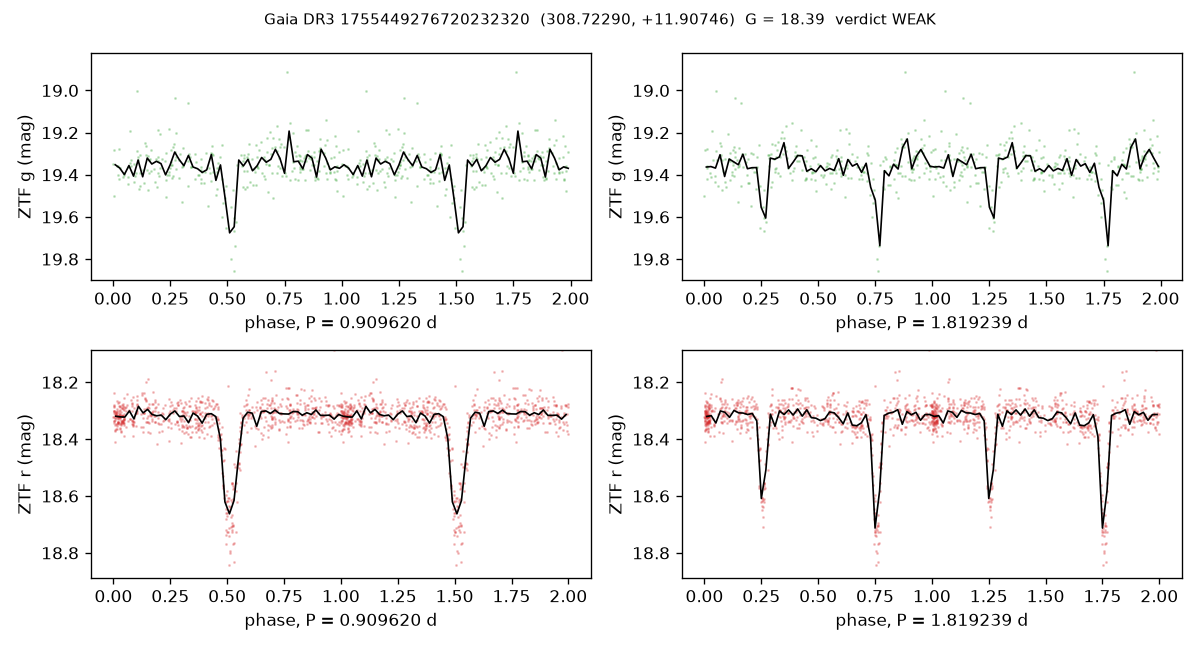 Gaia DR3 1755449276720232320 (308.72290, +11.90746) G = 18.39 verdict WEAK
ZTF g (mag)
19.0
19.2
19.4
19.6
19.8
0.00 0.25 0.50 0.75 1.00 1.25 1.50 1.75 2.00
phase, P = 0.909620 d
ZTF g (mag)
19.0
19.2
19.4
19.6
19.8
0.00 0.25 0.50 0.75 1.00 1.25 1.50 1.75 2.00
phase, P = 1.819239 d
ZTF r (mag)
18.2
18.4
18.6
18.8
0.00 0.25 0.50 0.75 1.00 1.25 1.50 1.75 2.00
phase, P = 0.909620 d
ZTF r (mag)
18.2
18.4
18.6
18.8
0.00 0.25 0.50 0.75 1.00 1.25 1.50 1.75 2.00
phase, P = 1.819239 d